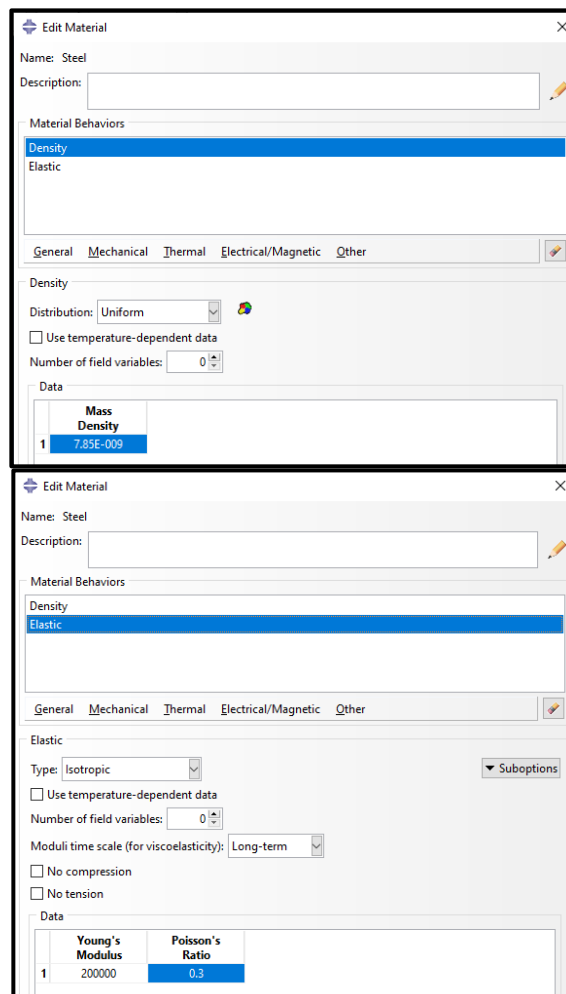 Edit Material
Name: Steel
Description:
Material Behaviors
Density
Elastic
General Mechanical Thermal Electrical/Magnetic Other
Density
Distribution: Uniform
Use temperature-dependent data
Number of field variables: 0
Data
Mass
Density
1 7.85E-009
Edit Material
Name: Steel
Description:
Material Behaviors
Density
Elastic
General Mechanical Thermal Electrical/Magnetic Other
Elastic
Type: Isotropic
Suboptions
Use temperature-dependent data
Number of field variables: 0
Moduli time scale (for viscoelasticity): Long-term
No compression
No tension
Data
Young's Poisson's
Modulus Ratio
1 200000 0.3